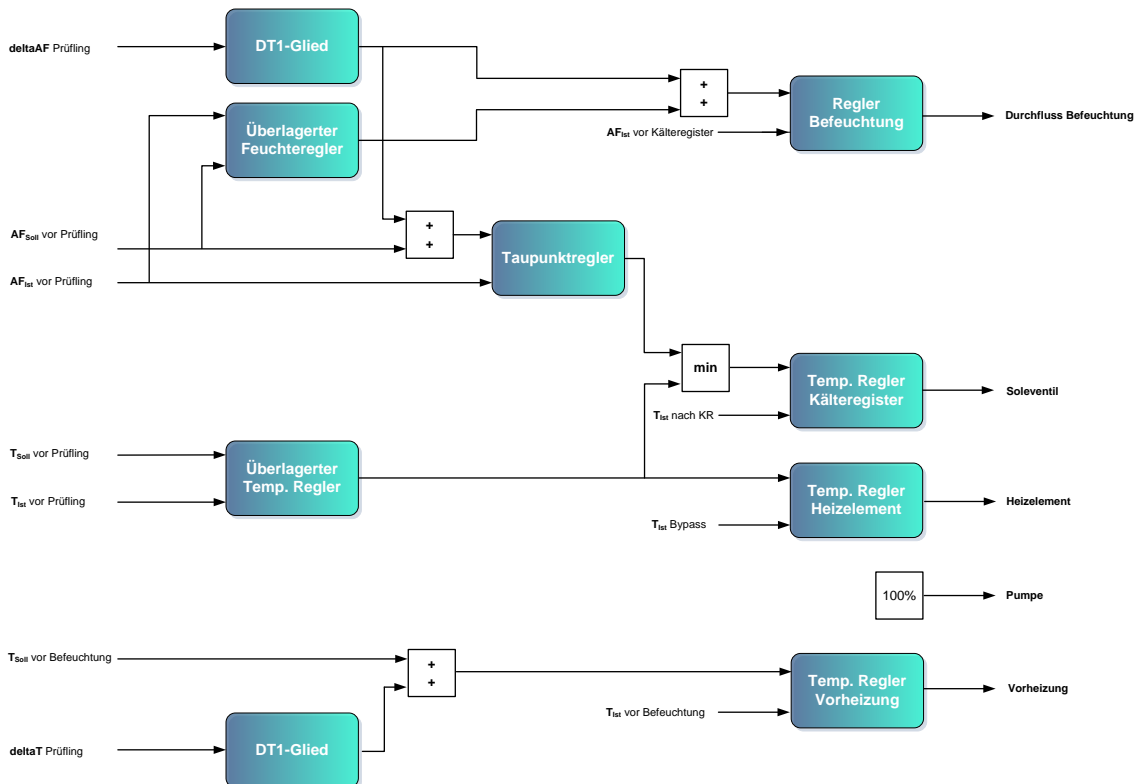 deltaAF Prüfling
DT1-Glied
+
+
Regler
Befeuchtung
Durchfluss Befeuchtung
Überlagerter
Feuchteregler
AFIst vor Kälteregister
AFSoll vor Prüfling
+
+
Taupunktregler
AFIst vor Prüfling
min
Temp. Regler
Kälteregister
Soleventil
TIst nach KR
TSoll vor Prüfling
Überlagerter
Temp. Regler
TIst vor Prüfling
Temp. Regler
Heizelement
Heizelement
TIst Bypass
100%
Pumpe
TSoll vor Befeuchtung
+
+
Temp. Regler
Vorheizung
Vorheizung
TIst vor Befeuchtung
deltaT Prüfling
DT1-Glied